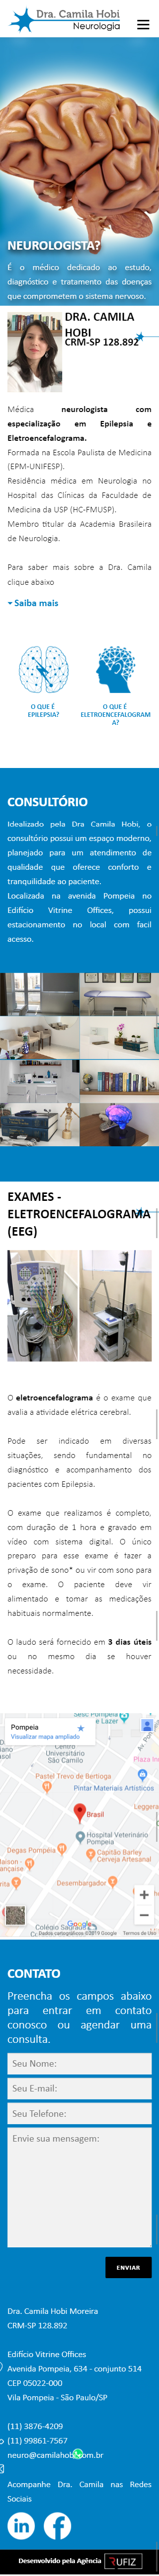 Dra. Camila Hobi
Neurologia
NEUROLOGISTA?
É o médico dedicado ao estudo,
diagnóstico e tratamento das doenças
que comprometem o sistema nervoso.
DRA. CAMILA
HOBI
CRM-SP 128.892
Médica neurologista com
especialização em Epilepsia e
Eletroencefalograma.
Formada na Escola Paulista de Medicina
(EPM-UNIFESP).
Residência médica em Neurologia no
Hospital das Clínicas da Faculdade de
Medicina da USP (HC-FMUSP).
Membro titular da Academia Brasileira
de Neurologia.
Para saber mais sobre a Dra. Camila
clique abaixo
Saiba mais
O QUE É
EPILEPSIA?
O QUE É
ELETROENCEFALOGRAM
A?
CONSULTÓRIO
Idealizado pela Dra Camila Hobi, o
consultório possui um espaço moderno,
planejado para um atendimento de
qualidade que oferece conforto e
tranquilidade ao paciente.
Localizada na avenida Pompeia no
Edifício Vitrine Offices, possui
estacionamento no local com facil
acesso.
EXAMES -
ELETROENCEFALOGRAMA
(EEG)
O eletroencefalograma é o exame que
avalia a atividade elétrica cerebral.
Pode ser indicado em diversas
situações, sendo fundamental no
diagnóstico e acompanhamento dos
pacientes com Epilepsia.
O exame que realizamos é completo,
com duração de 1 hora e gravado em
vídeo com sistema digital. O único
preparo para esse exame é fazer a
privação de sono* ou vir com sono para
o exame. O paciente deve vir
alimentado e tomar as medicações
habituais normalmente.
O laudo será fornecido em 3 dias úteis
ou no mesmo dia se houver
necessidade.
Pompeia
Visualizar mapa ampliado
de Lazer
Centro
Universitário
São Camilo
Plaza In
Pastel Trevo de Bertioga
Pintar Materiais Artísticos
Brasil
Leggera
Hospital Veterinário
Pompeia
Degas Pompéia
Capitão Barley
Cerveja Artesanal
Desembargador
Colégio Sagrado
Google
Dados cartográficos ©2019 Google
Termos de Uso
CONTATO
Preencha os campos abaixo
para entrar em contato
conosco ou agendar uma
consulta.
Seu Nome:
Seu E-mail:
Seu Telefone:
Envie sua mensagem:
ENVIAR
Dra. Camila Hobi Moreira
CRM-SP 128.892
Edifício Vitrine Offices
Avenida Pompeia, 634 - conjunto 514
CEP 05022-000
Vila Pompeia - São Paulo/SP
(11) 3876-4209
(11) 99861-7567
neuro@camilahobi.com.br
Acompanhe Dra. Camila nas Redes
Sociais
Desenvolvido pela Agência RUFIZ